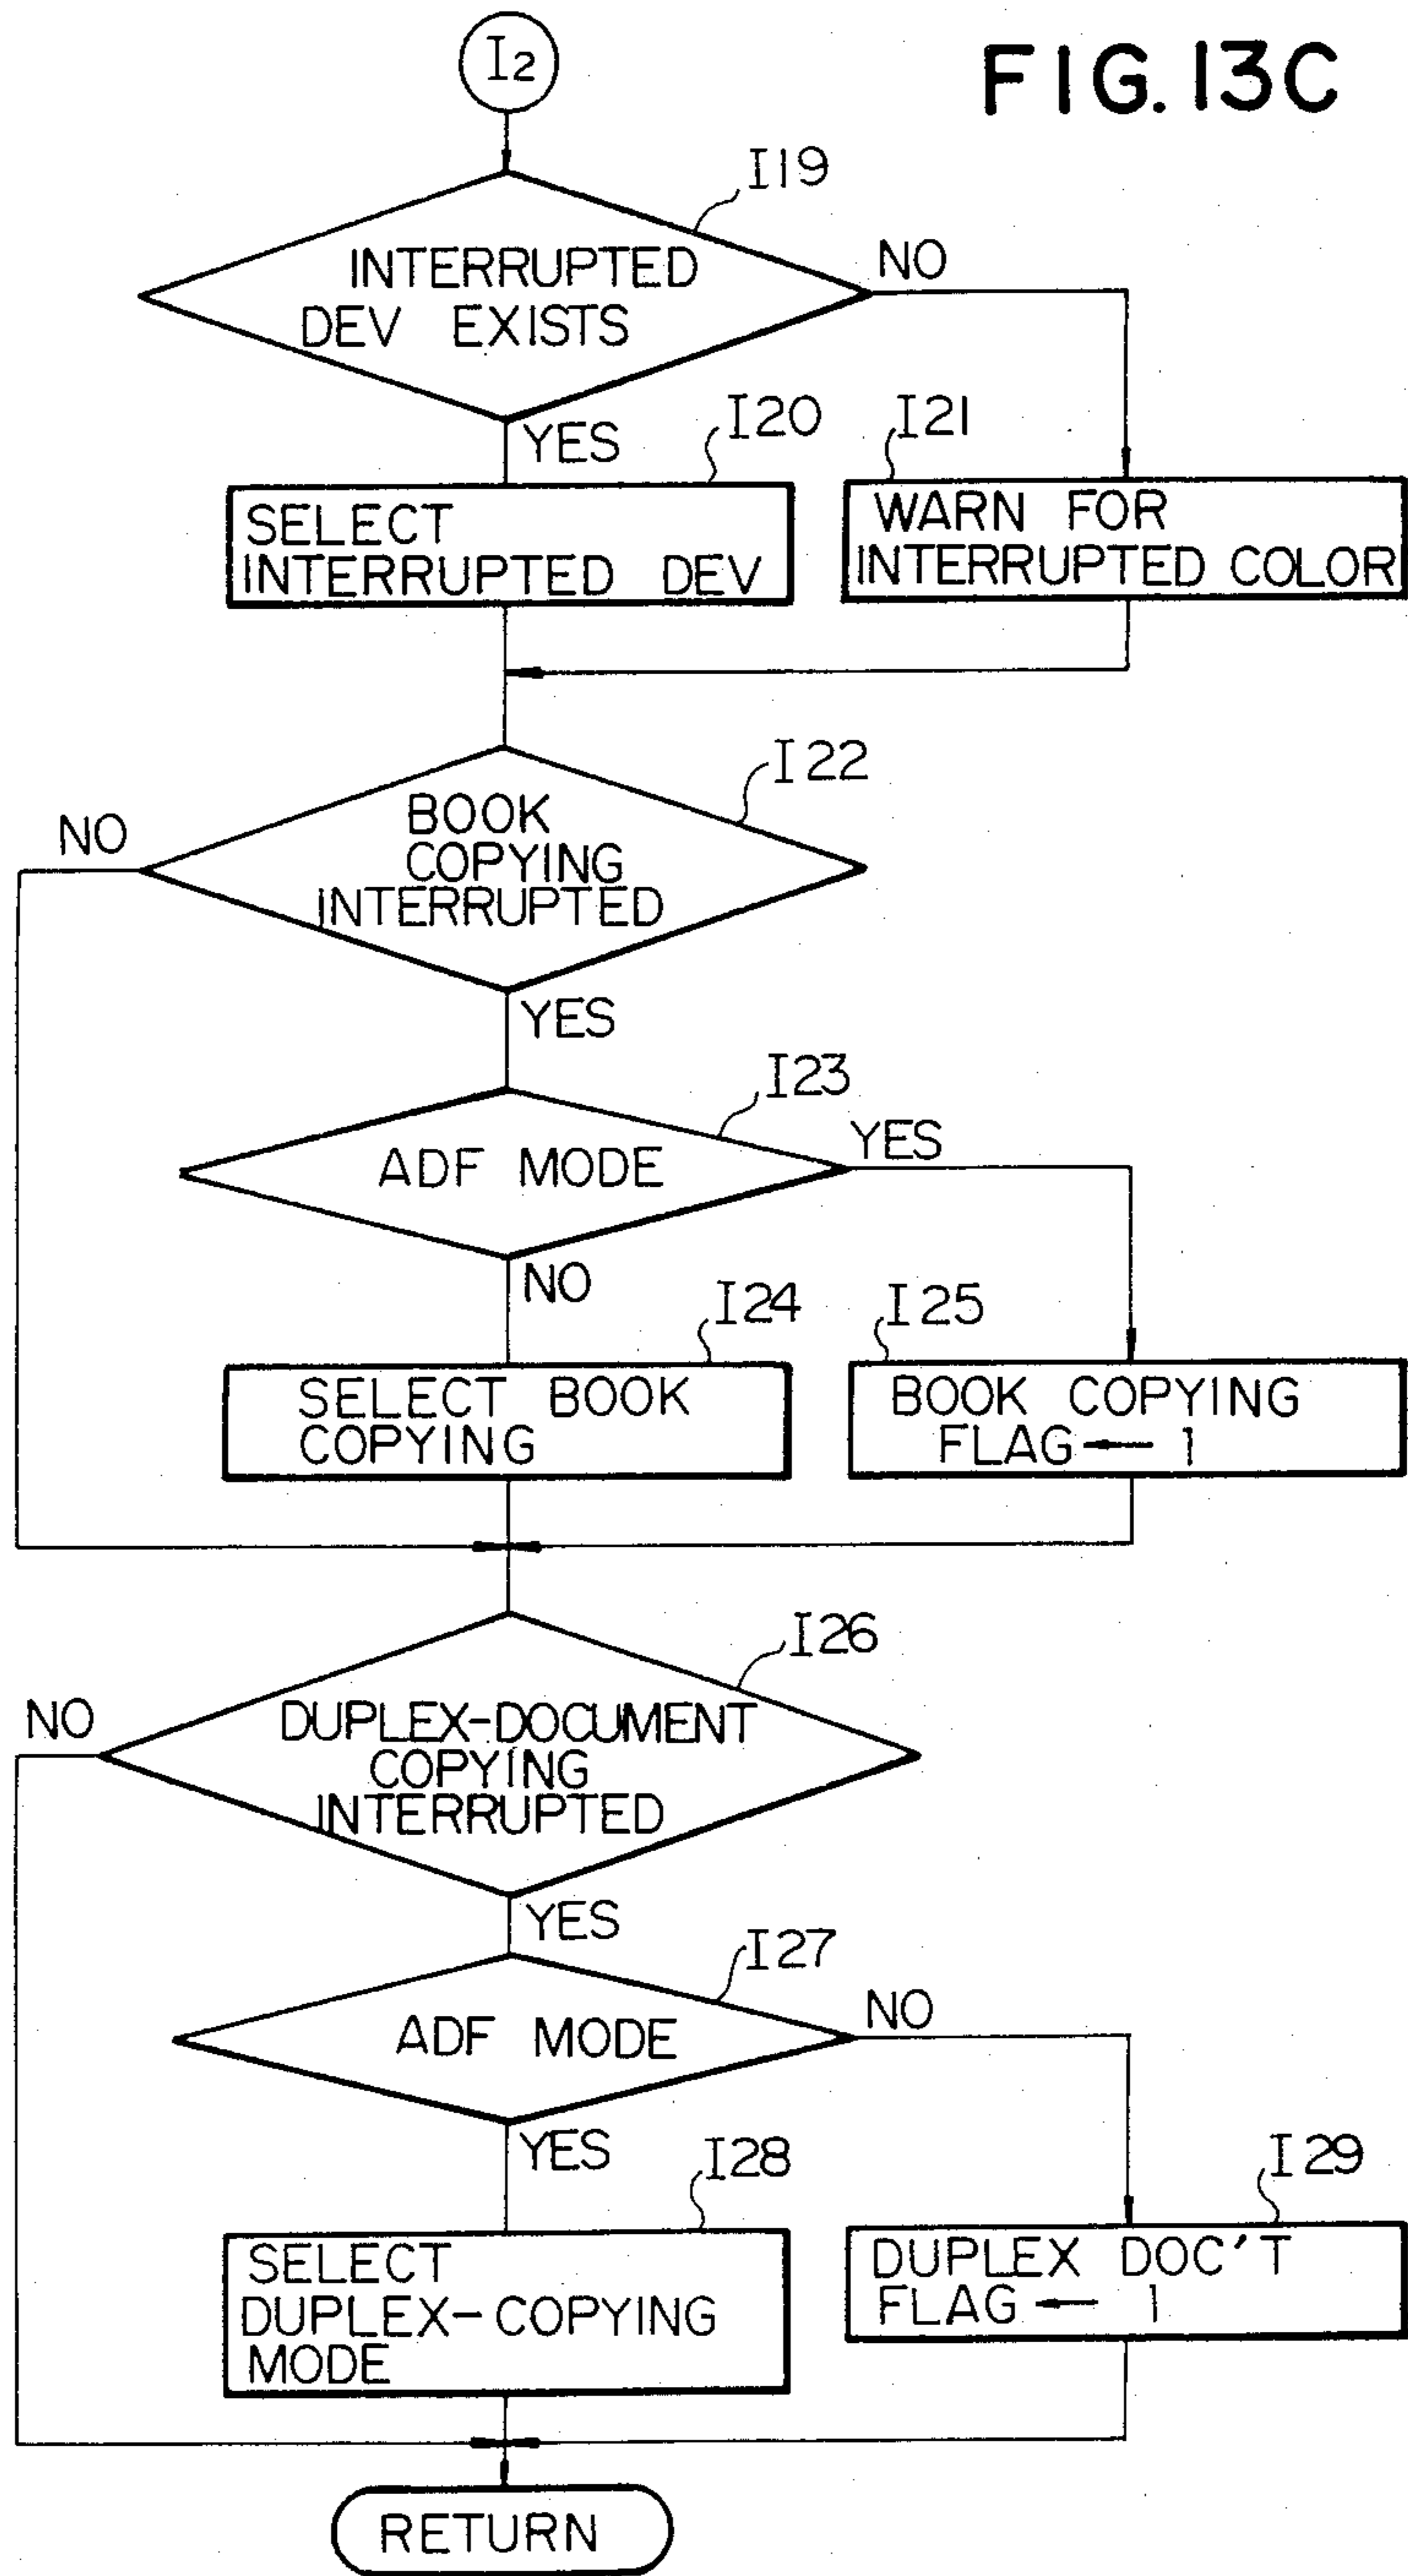 I2
FIG. 13C
I19
INTERRUPTED
DEV EXISTS
NO
YES
I20
I21
SELECT
INTERRUPTED DEV
WARN FOR
INTERRUPTED COLOR
I22
NO
BOOK
COPYING
INTERRUPTED
YES
I23
ADF MODE
YES
NO
I24
I25
SELECT BOOK
COPYING
BOOK COPYING
FLAG ← 1
I26
NO
DUPLEX-DOCUMENT
COPYING
INTERRUPTED
YES
I27
ADF MODE
NO
YES
I28
I29
SELECT
DUPLEX-COPYING
MODE
DUPLEX DOC'T
FLAG ← 1
RETURN